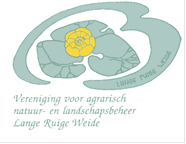 LANGE RUIGE WEIDE
Vereniging voor agrarisch
natuur- en landschapsbeheer
Lange Ruige Weide